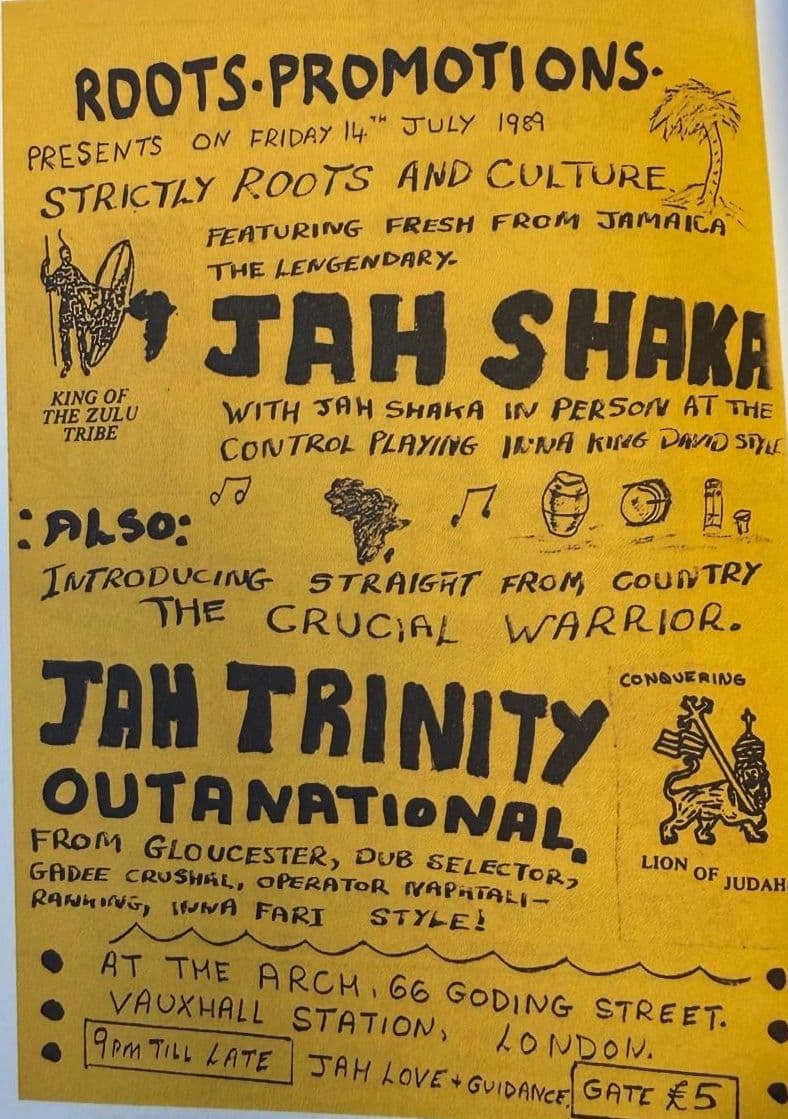 ROOTS·PROMOTIONS·
PRESENTS ON FRIDAY 14TH JULY 1989
STRICTLY ROOTS AND CULTURE
FEATURING FRESH FROM JAMAICA
THE LENGENDARY-
JAH SHAKA
KING OF
THE ZULU
TRIBE
WITH JAH SHAKA IN PERSON AT THE
CONTROL PLAYING INNA KING DAVID STYLE
:ALSO:
INTRODUCING STRAIGHT FROM COUNTRY
THE CRUCIAL WARRIOR.
JAH TRINITY
OUTANATIONAL.
FROM GLOUCESTER, DUB SELECTOR,
GADEE CRUSHAL, OPERATOR NAPHTALI-
RANKING, INNA FARI STYLE!
CONQUERING
LION OF JUDAH
AT THE ARCH, 66 GODING STREET.
VAUXHALL STATION, LONDON.
9PM TILL LATE JAH LOVE + GUIDANCE. GATE £5